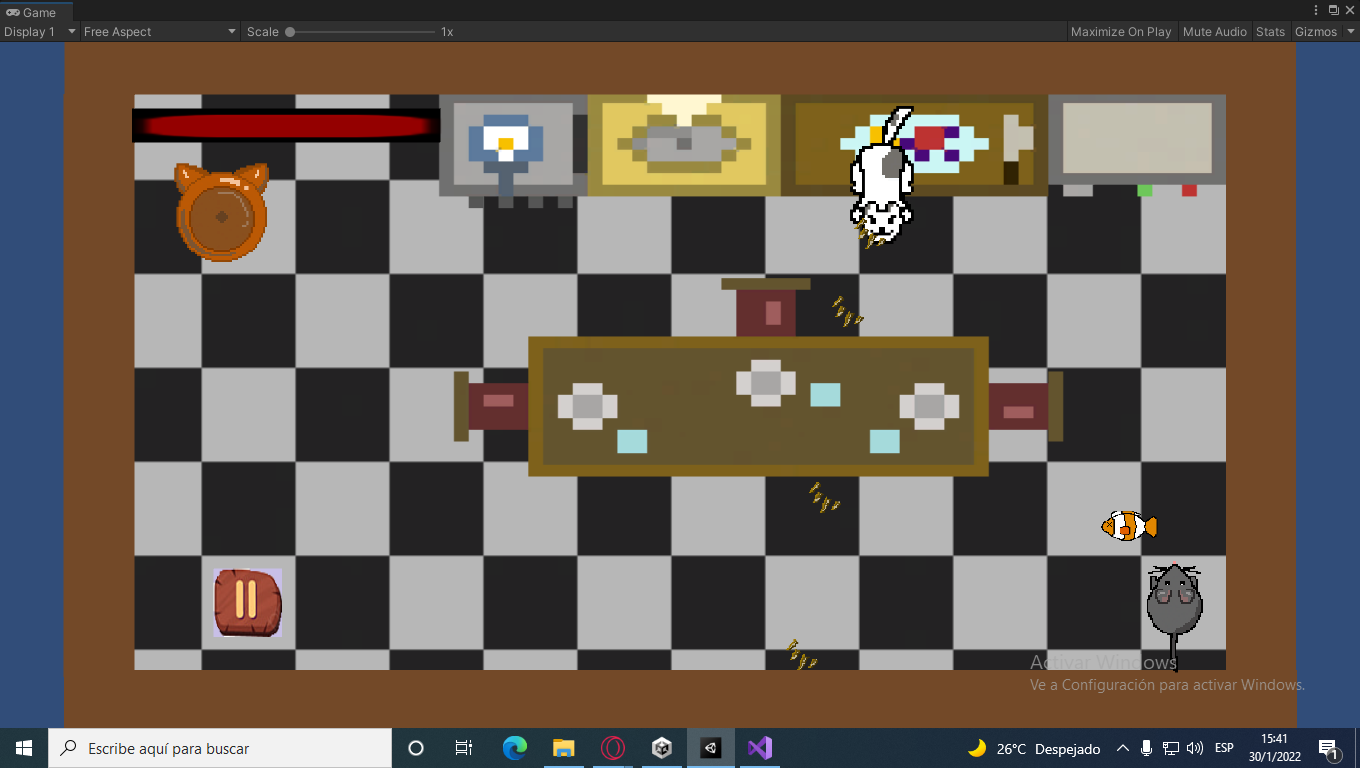 Game
Display 1
Free Aspect
Scale
1x
Maximize On Play
Mute Audio
Stats
Gizmos
Activar Windows
Ve a Configuración para activar Windows.
Escribe aquí para buscar
26°C Despejado
ESP
15:41
30/1/2022
1